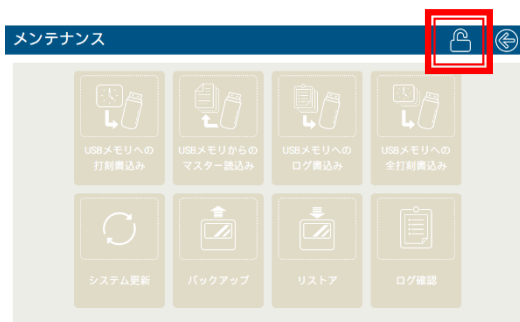 メンテナンス
USBメモリへの
打刻書込み
USBメモリからの
マスター読込み
USBメモリへの
ログ書込み
USBメモリへの
全打刻書込み
システム更新
バックアップ
リストア
ログ確認